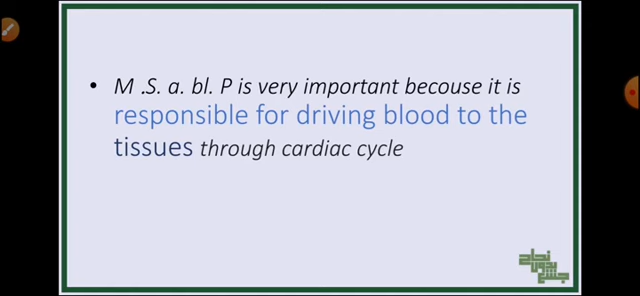 • M .S. a. bl. P is very important becouse it is
responsible for driving blood to the
tissues through cardiac cycle